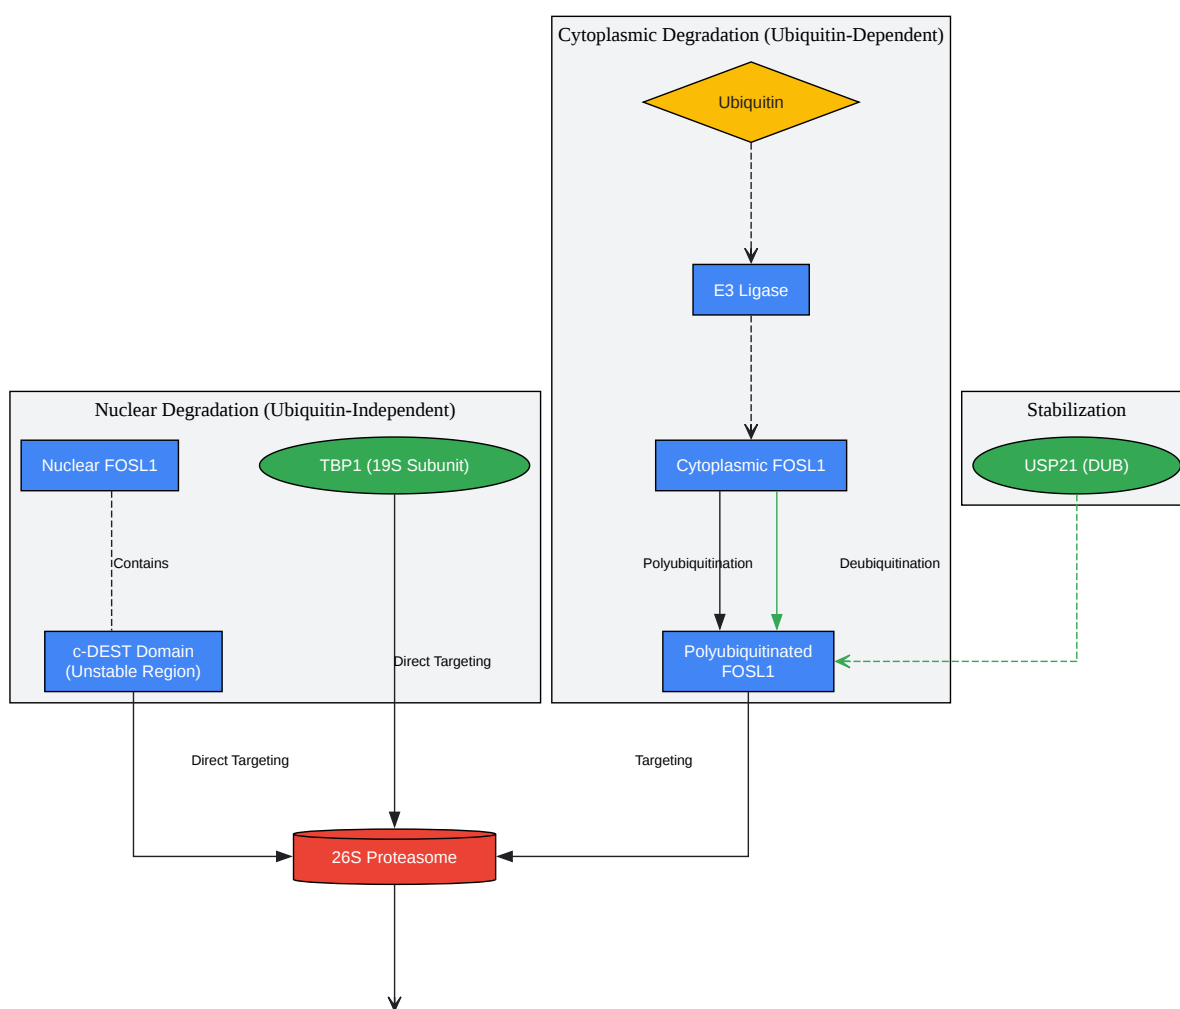 Cytoplasmic Degradation (Ubiquitin-Dependent)
Ubiquitin
E3 Ligase
Nuclear Degradation (Ubiquitin-Independent)
Stabilization
Nuclear FOSL1
TBP1 (19S Subunit)
Cytoplasmic FOSL1
USP21 (DUB)
Contains
Polyubiquitination
Deubiquitination
c-DEST Domain
(Unstable Region)
Direct Targeting
Polyubiquitinated
FOSL1
Direct Targeting
Targeting
26S Proteasome